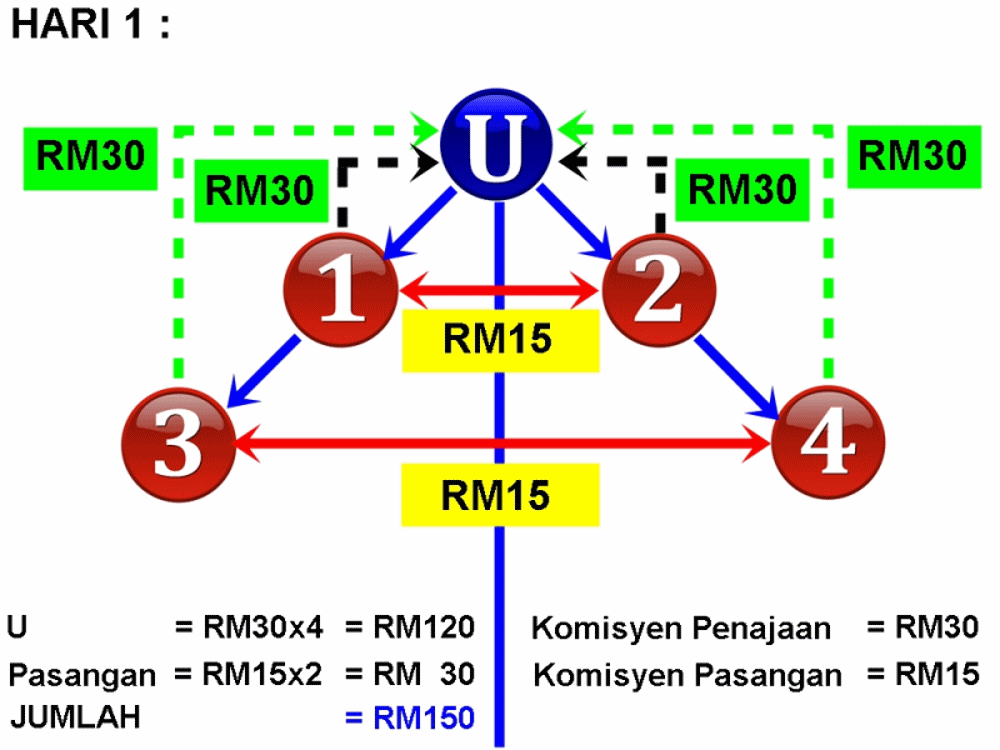 HARI 1 :
U
RM30
RM30
RM30
RM30
1
2
RM15
3
4
RM15
U = RM30x4 = RM120
Pasangan = RM15x2 = RM 30
JUMLAH = RM150
Komisyen Penajaan = RM30
Komisyen Pasangan = RM15